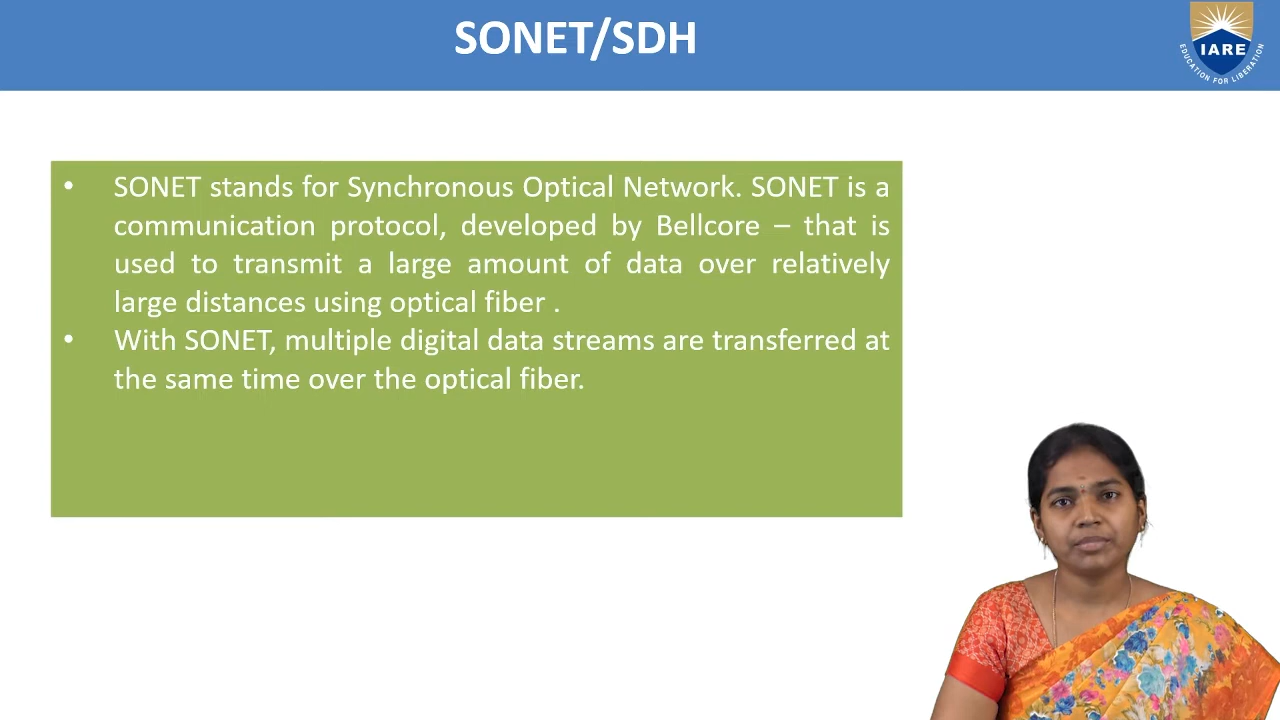 SONET/SDH
IARE
EDUCATION FOR LIBERATION
• SONET stands for Synchronous Optical Network. SONET is a
communication protocol, developed by Bellcore – that is
used to transmit a large amount of data over relatively
large distances using optical fiber .
• With SONET, multiple digital data streams are transferred at
the same time over the optical fiber.